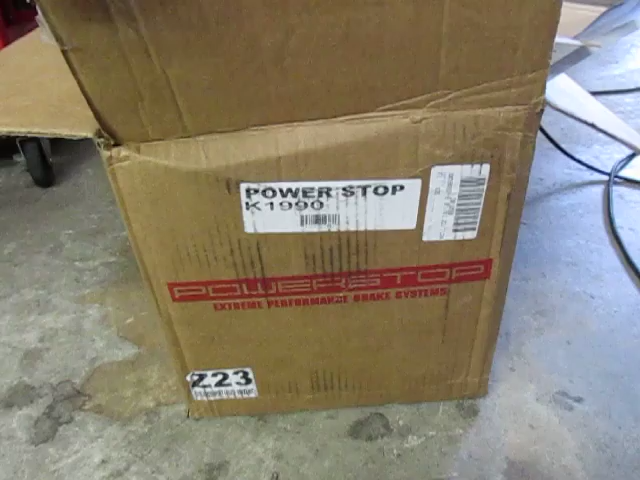 POWER STOP
K1990
POWERSTOP
EXTREME PERFORMANCE BRAKE SYSTEMS
Z23